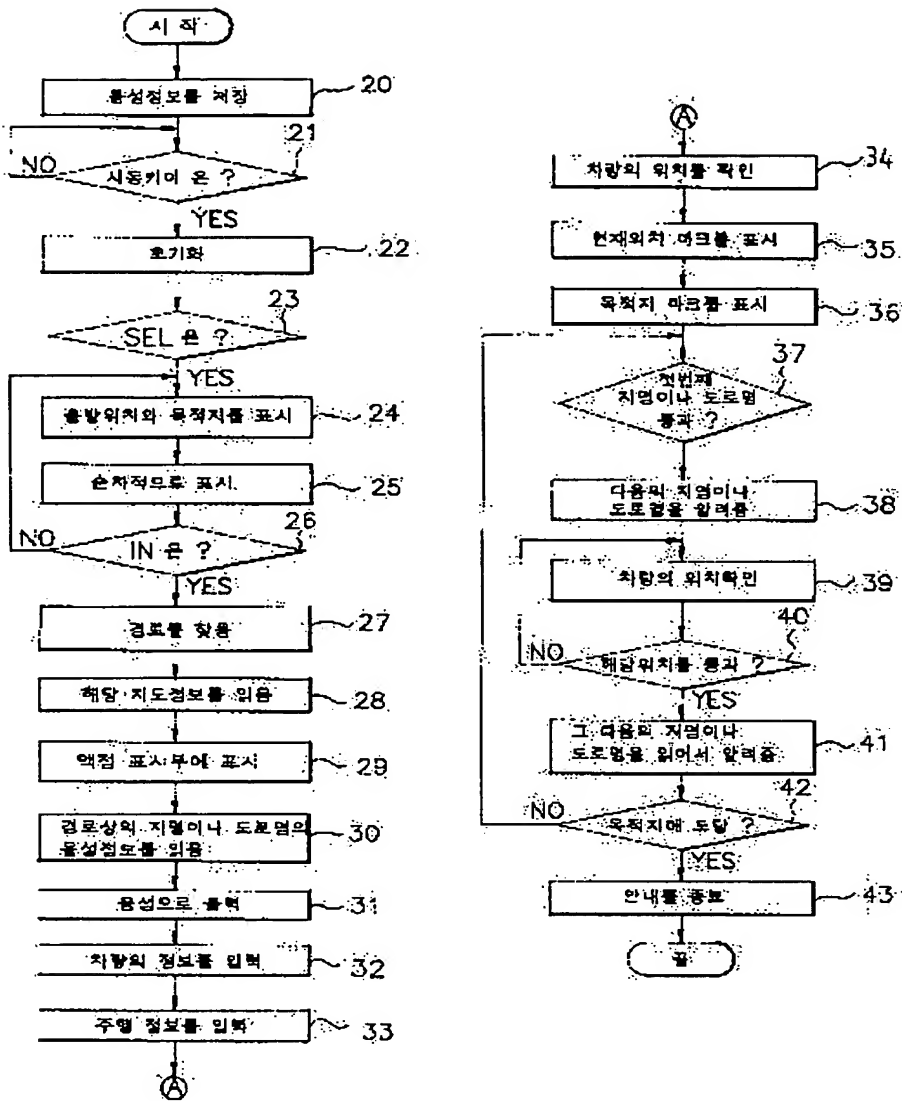 시 작
음성정보를 저장
20
21
시동키이 온 ?
NO
YES
초기화
22
23
SEL 온 ?
YES
출발위치와 목적지를 표시
24
순차적으로 표시
25
26
IN 온 ?
NO
YES
경로를 찾음
27
해당 지도정보를 읽음
28
액정 표시부에 표시
29
경로상의 지명이나 도로명의
음성정보를 읽음
30
음성으로 출력
31
차량의 정보를 입력
32
주행 정보를 입력
33
A
A
차량의 위치를 확인
34
현재위치 마크를 표시
35
목적지 마크를 표시
36
37
첫번째
지명이나 도로명
통과 ?
다음의 지명이나
도로명을 알려줌
38
차량의 위치확인
39
40
해당위치를 통과 ?
NO
YES
그 다음의 지명이나
도로명을 읽어서 알려줌
41
42
목적지에 도달 ?
NO
YES
안내를 종료
43
끝